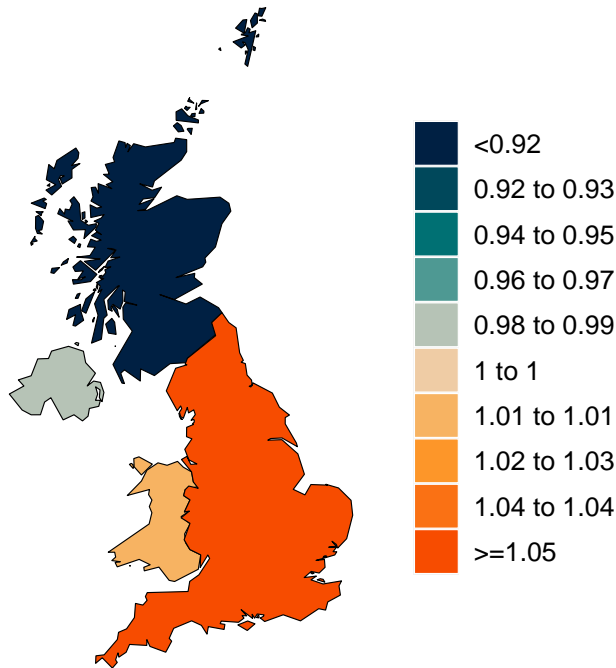 <0.92
0.92 to 0.93
0.94 to 0.95
0.96 to 0.97
0.98 to 0.99
1 to 1
1.01 to 1.01
1.02 to 1.03
1.04 to 1.04
>=1.05